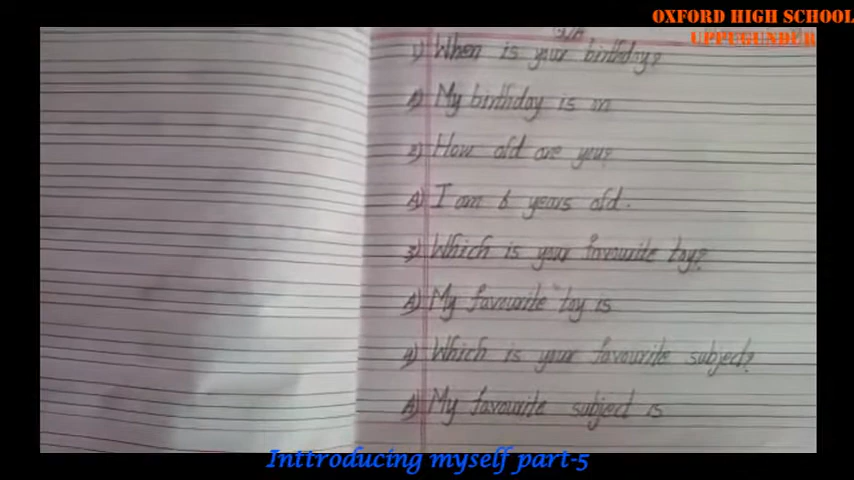 OXFORD HIGH SCHOOL
UPPUGUNDUR
Q/A
1) When is your birthday?
A) My birthday is on
2) How old are you?
A) I am 6 years old.
3) Which is your favourite toy?
A) My favourite toy is
4) Which is your favourite subject?
A) My favourite subject is
Inttroducing myself part-5